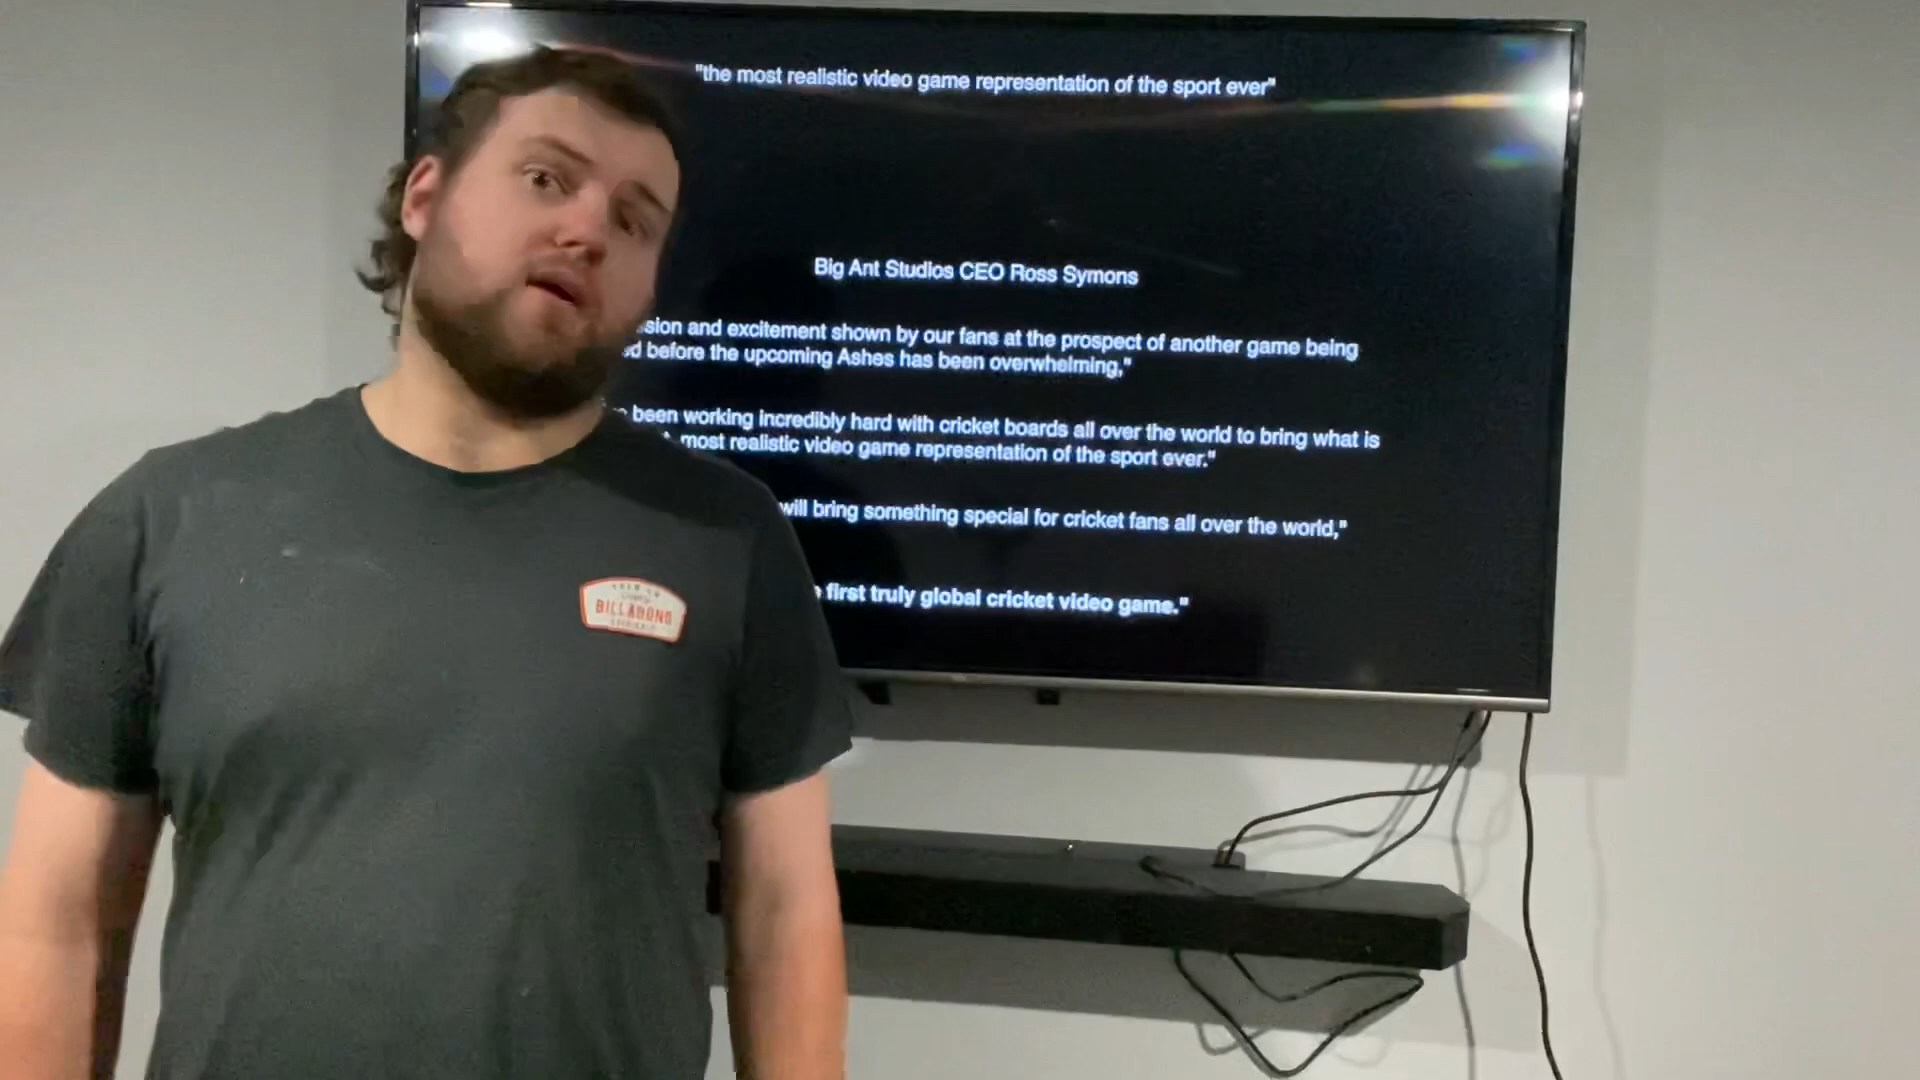 "the most realistic video game representation of the sport ever"
Big Ant Studios CEO Ross Symons
sion and excitement shown by our fans at the prospect of another game being
before the upcoming Ashes has been overwhelming,"
been working incredibly hard with cricket boards all over the world to bring what is
most realistic video game representation of the sport ever."
will bring something special for cricket fans all over the world,"
first truly global cricket video game."
BILLABONG